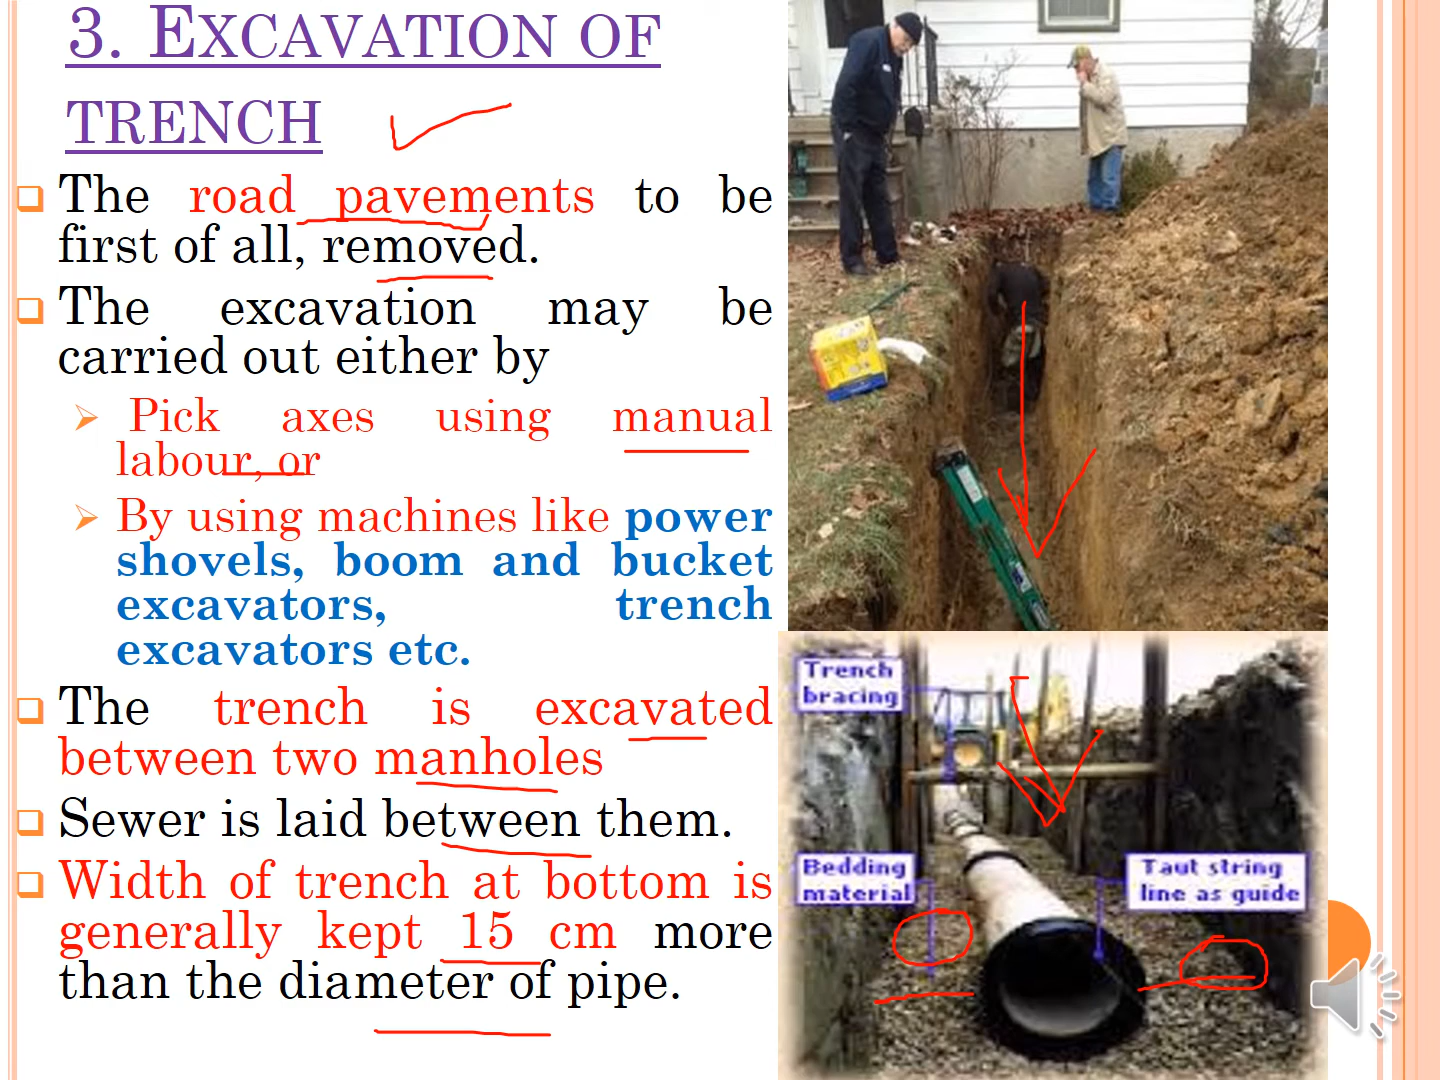 3. EXCAVATION OF
TRENCH
The road pavements to be
first of all, removed.
The excavation may be
carried out either by
Pick axes using manual
labour, or
By using machines like power
shovels, boom and bucket
excavators, trench
excavators etc.
The trench is excavated
between two manholes
Sewer is laid between them.
Width of trench at bottom is
generally kept 15 cm more
than the diameter of pipe.
Trench
bracing
Bedding
material
Taut string
line as guide